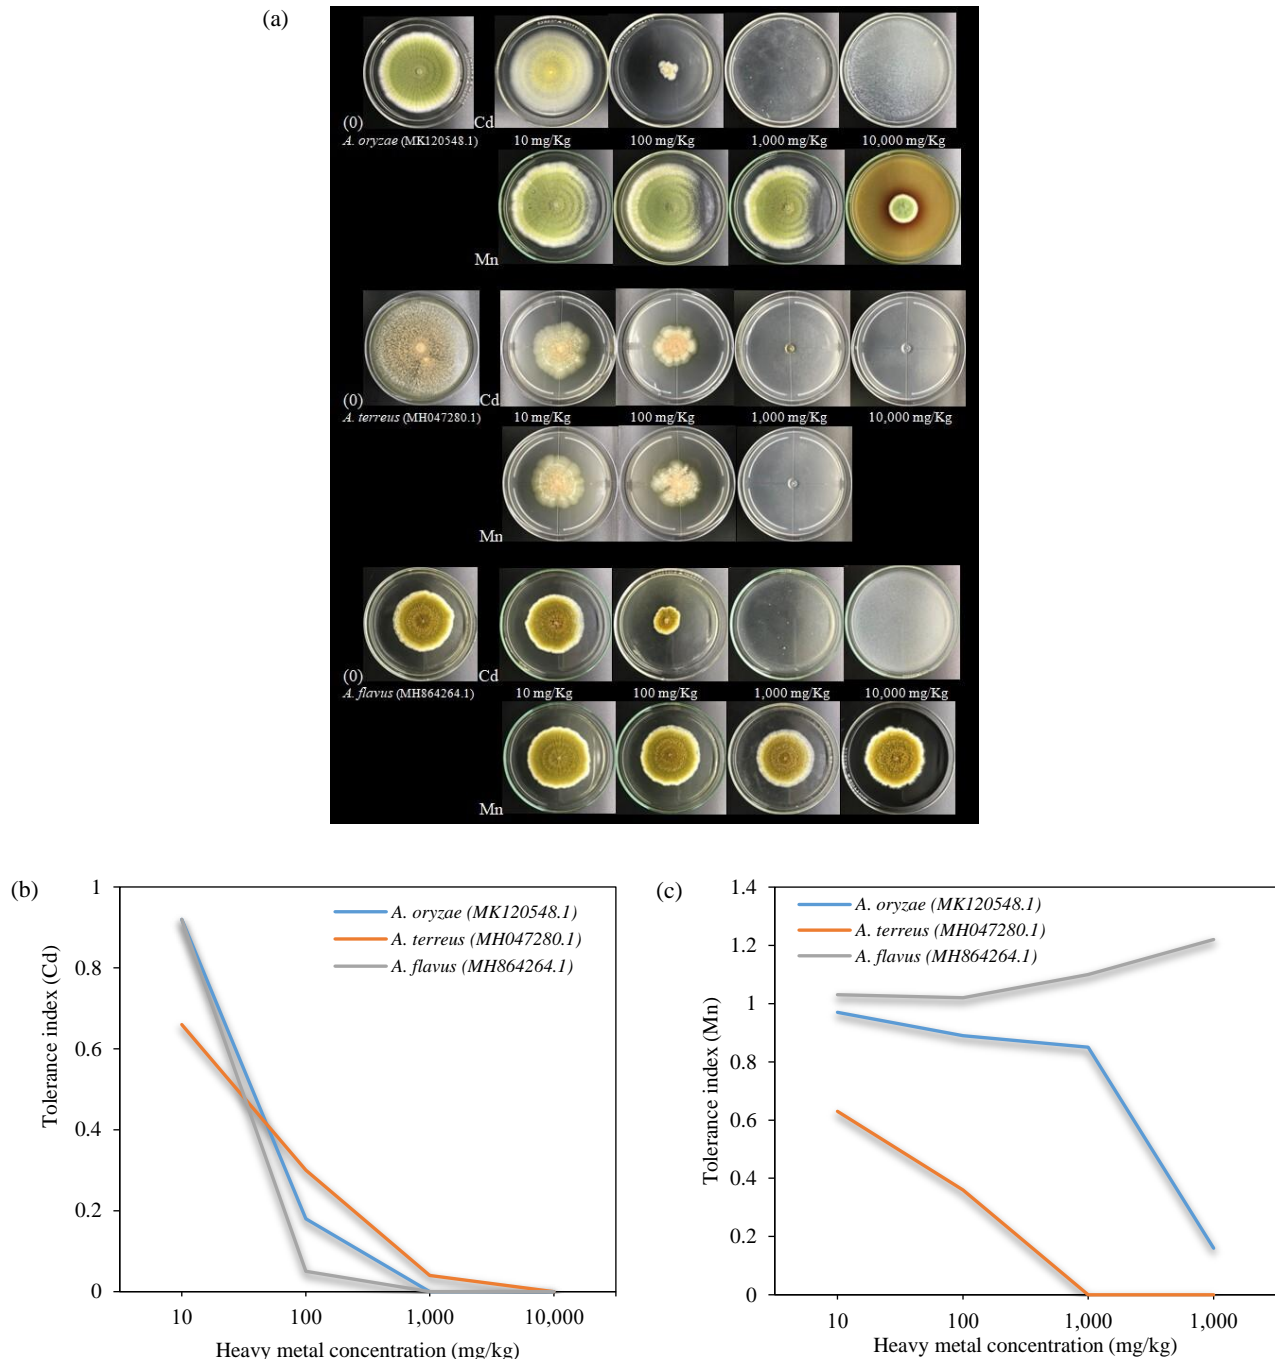 (a)
(0)
Cd
A. oryzae (MK120548.1)
10 mg/Kg
100 mg/Kg
1,000 mg/Kg
10,000 mg/Kg
Mn
(0)
Cd
A. terreus (MH047280.1)
10 mg/Kg
100 mg/Kg
1,000 mg/Kg
10,000 mg/Kg
Mn
(0)
Cd
A. flavus (MH864264.1)
10 mg/Kg
100 mg/Kg
1,000 mg/Kg
10,000 mg/Kg
Mn
(b)
Tolerance index (Cd)
1
0.8
0.6
0.4
0.2
0
A. oryzae (MK120548.1)
A. terreus (MH047280.1)
A. flavus (MH864264.1)
10
100
1,000
10,000
Heavy metal concentration (mg/kg)
(c)
Tolerance index (Mn)
1.4
1.2
1
0.8
0.6
0.4
0.2
0
A. oryzae (MK120548.1)
A. terreus (MH047280.1)
A. flavus (MH864264.1)
10
100
1,000
1,000
Heavy metal concentration (mg/kg)